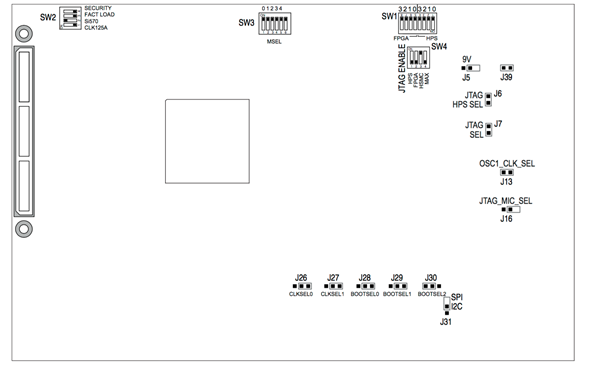 SW2
SECURITY
FACT LOAD
Si570
CLK125A
SW3
0 1 2 3 4
MSEL
SW1
3 2 1 0 3 2 1 0
FPGA HPS
SW4
JTAG ENABLE
HPS
FPGA
HSMC
MAX
9V
J5
J39
JTAG J6
HPS SEL
JTAG J7
SEL
OSC1_CLK_SEL
J13
JTAG_MIC_SEL
J16
J26 J27 J28 J29 J30
CLKSEL0 CLKSEL1 BOOTSEL0 BOOTSEL1 BOOTSEL2
SPI
I2C
J31